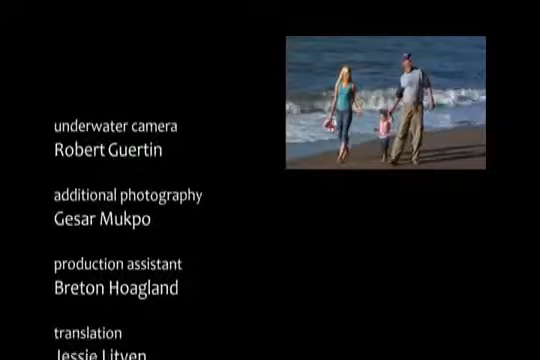 underwater camera
Robert Guertin
additional photography
Gesar Mukpo
production assistant
Breton Hoagland
translation
Jessie Litven